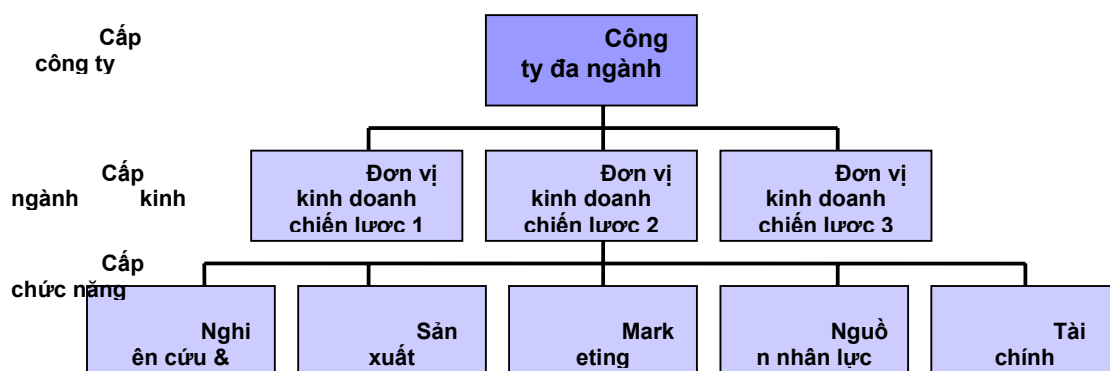 Cấp
công ty
Công
ty đa ngành
Cấp
ngành kinh
Đơn vị
kinh doanh
chiến lược 1
Đơn vị
kinh doanh
chiến lược 2
Đơn vị
kinh doanh
chiến lược 3
Cấp
chức năng
Nghi
ên cứu &
Sản
xuất
Mark
eting
Nguồ
n nhân lực
Tài
chính